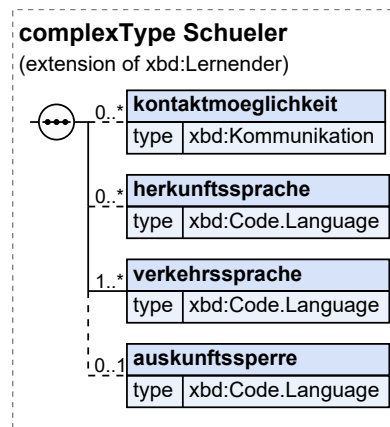 complexType Schueler
(extension of xbd:Lernender)
0..* kontaktmoeglichkeit
type xbd:Kommunikation
0..* herkunftssprache
type xbd:Code.Language
1..* verkehrssprache
type xbd:Code.Language
0..1 auskunftssperre
type xbd:Code.Language